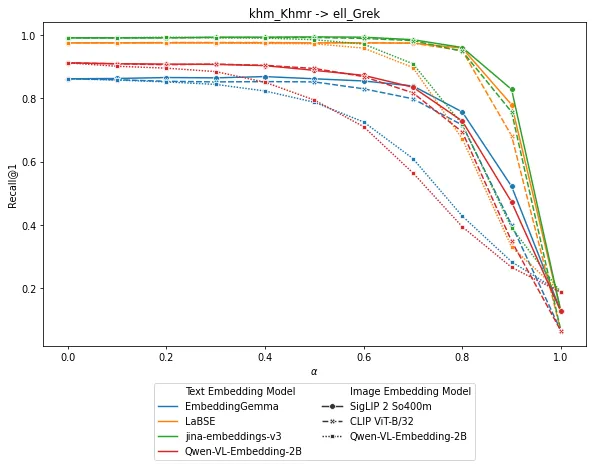 khm_Khmr -> ell_Grek
Recall@1
1.0
0.8
0.6
0.4
0.2
0.0 0.2 0.4 0.6 0.8 1.0
α
Text Embedding Model
EmbeddingGemma
LaBSE
jina-embeddings-v3
Qwen-VL-Embedding-2B
Image Embedding Model
SigLIP 2 So400m
CLIP ViT-B/32
Qwen-VL-Embedding-2B